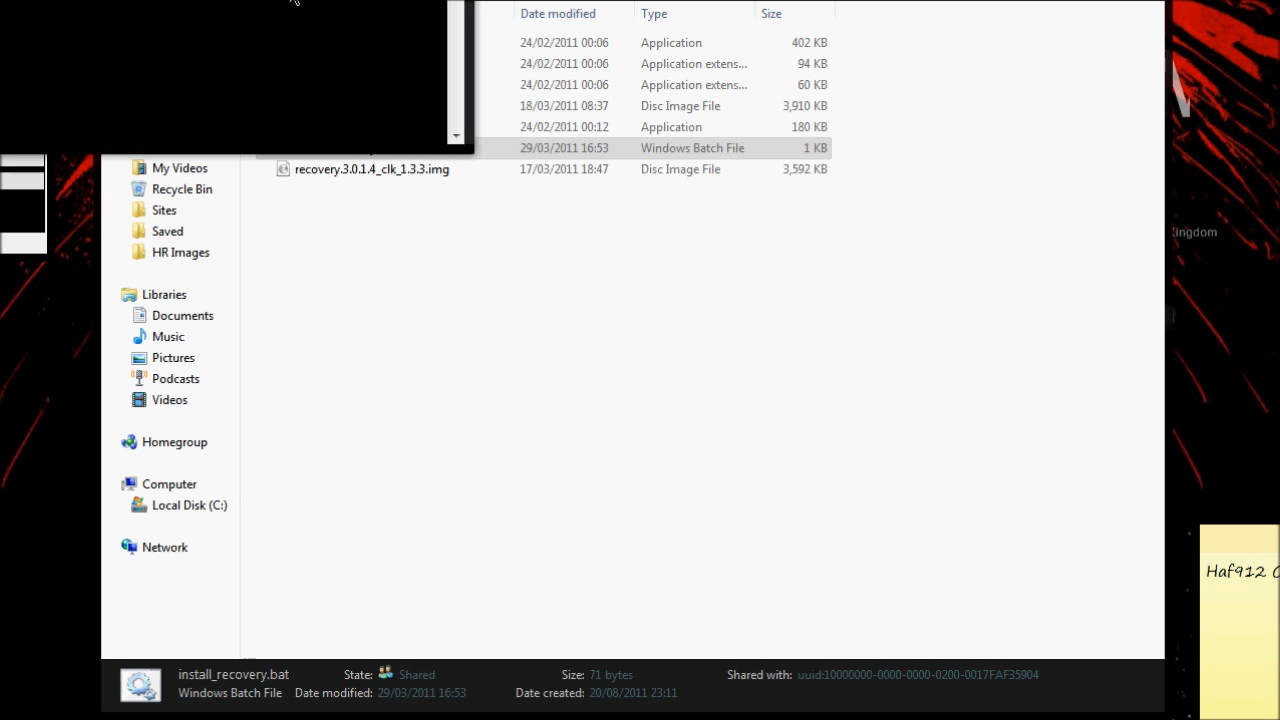 Date modified Type Size
24/02/2011 00:06 Application 402 KB
24/02/2011 00:06 Application extens... 94 KB
24/02/2011 00:06 Application extens... 60 KB
18/03/2011 08:37 Disc Image File 3,910 KB
24/02/2011 00:12 Application 180 KB
29/03/2011 16:53 Windows Batch File 1 KB
recovery.3.0.1.4_clk_1.3.3.img 17/03/2011 18:47 Disc Image File 3,592 KB
My Videos
Recycle Bin
Sites
Saved
HR Images
Libraries
Documents
Music
Pictures
Podcasts
Videos
Homegroup
Computer
Local Disk (C:)
Network
ingdom
Haf912 C
install_recovery.bat State: Shared Size: 71 bytes Shared with: uuid:10000000-0000-0000-0200-0017FAF35904
Windows Batch File Date modified: 29/03/2011 16:53 Date created: 20/08/2011 23:11